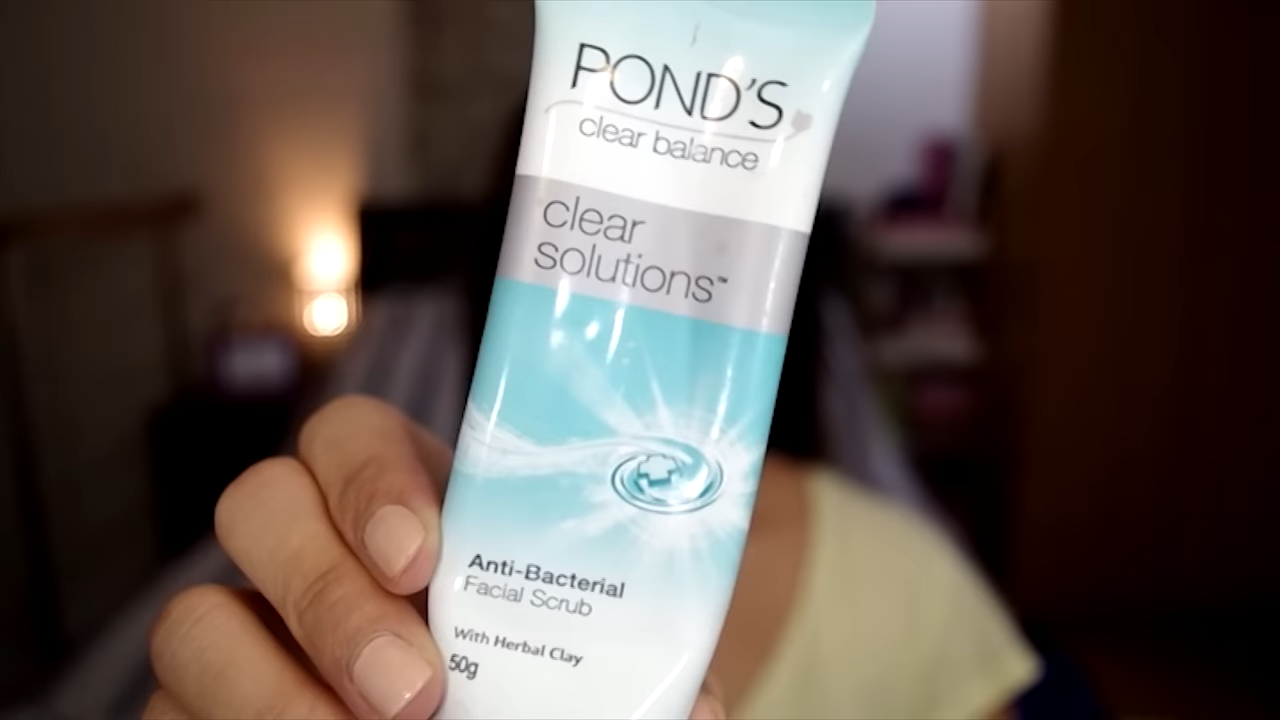 POND'S
clear balance
clear
solutions™
Anti-Bacterial
Facial Scrub
With Herbal Clay
50g